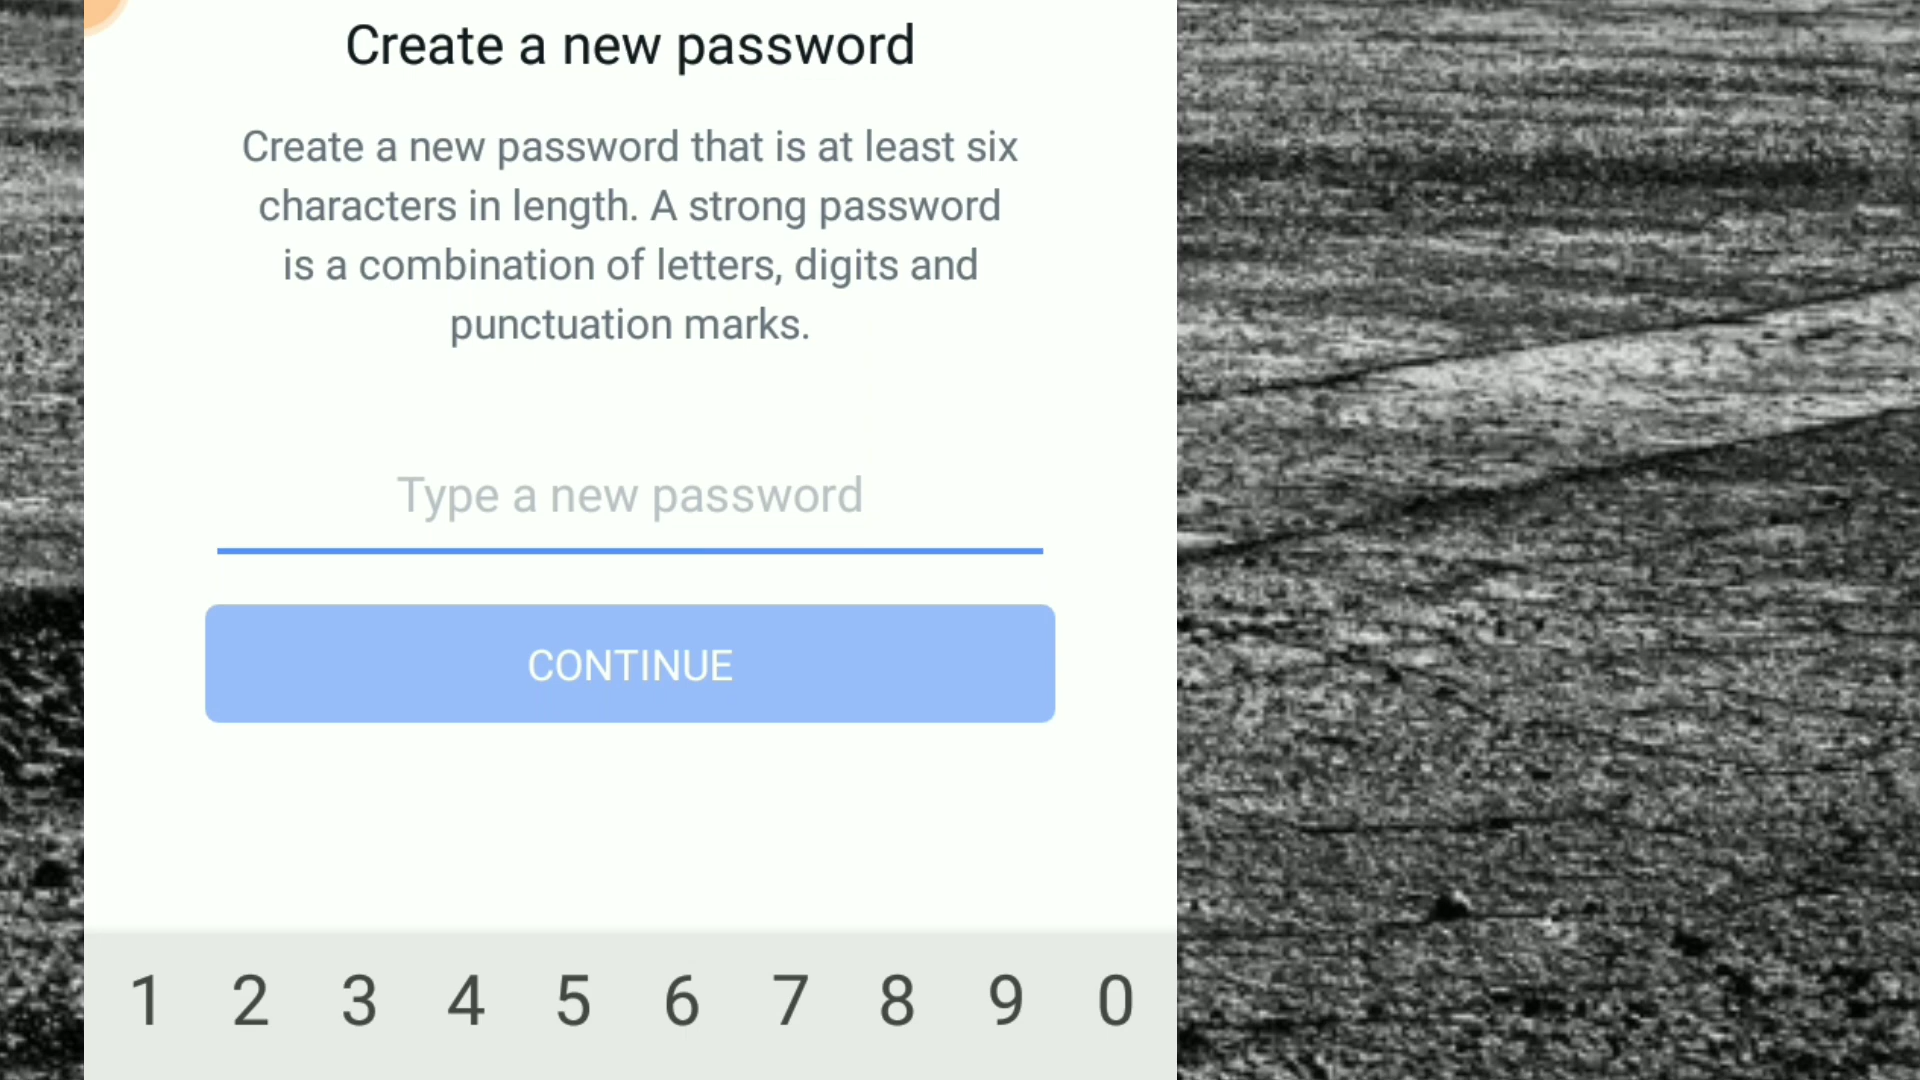 Create a new password
Create a new password that is at least six
characters in length. A strong password
is a combination of letters, digits and
punctuation marks.
Type a new password
CONTINUE
1 2 3 4 5 6 7 8 9 0